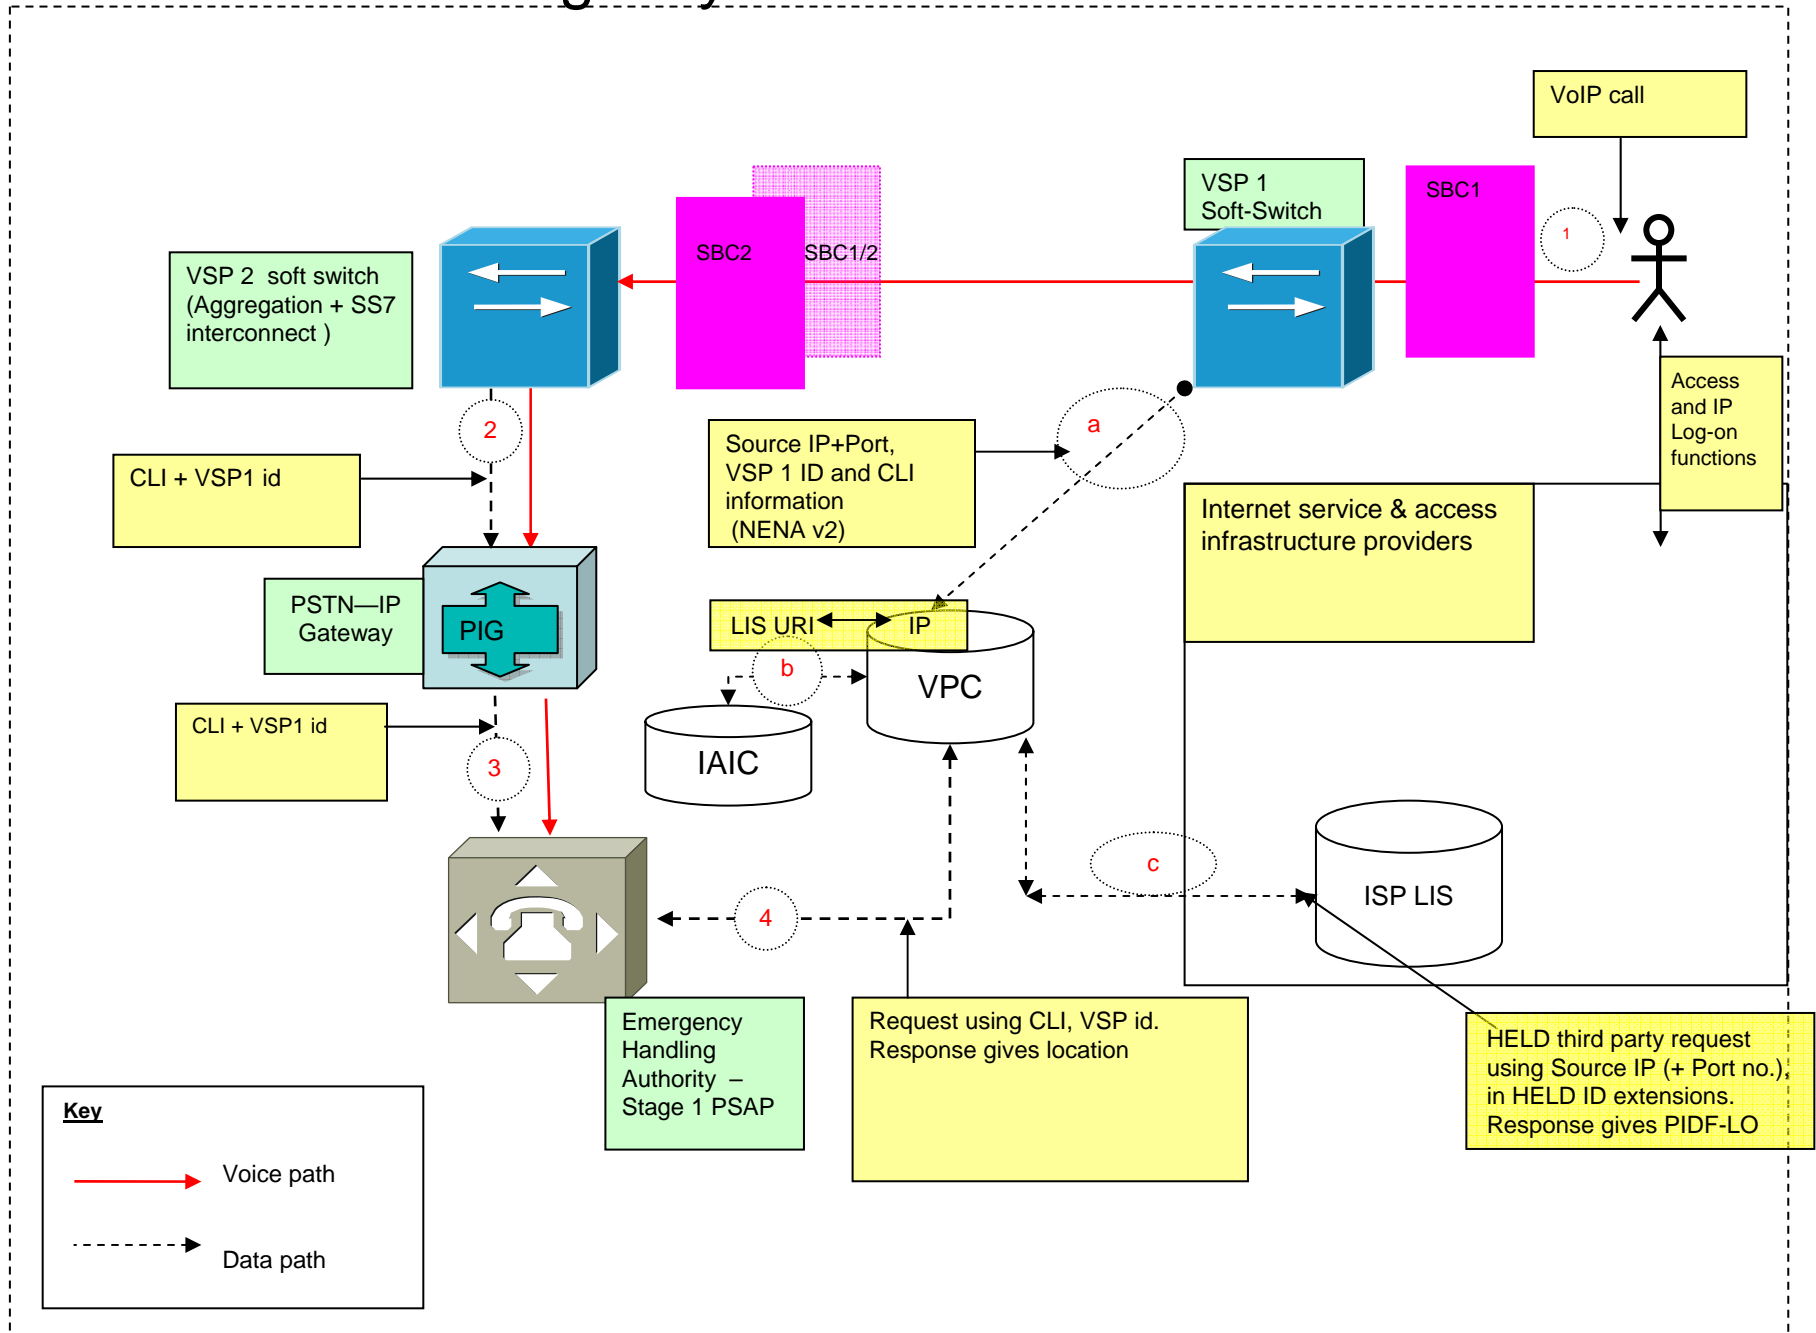 VoIP call
VSP 1
Soft-Switch
SBC1
1
SBC2
SBC1/2
VSP 2 soft switch
(Aggregation + SS7
interconnect )
Access
and IP
Log-on
functions
2
a
Source IP+Port,
VSP 1 ID and CLI
information
(NENA v2)
CLI + VSP1 id
Internet service & access
infrastructure providers
PSTN—IP
Gateway
PIG
LIS URI
IP
b
VPC
CLI + VSP1 id
3
IAIC
c
ISP LIS
4
Emergency
Handling
Authority –
Stage 1 PSAP
Request using CLI, VSP id.
Response gives location
HELD third party request
using Source IP (+ Port no.),
in HELD ID extensions.
Response gives PIDF-LO
Key
Voice path
Data path